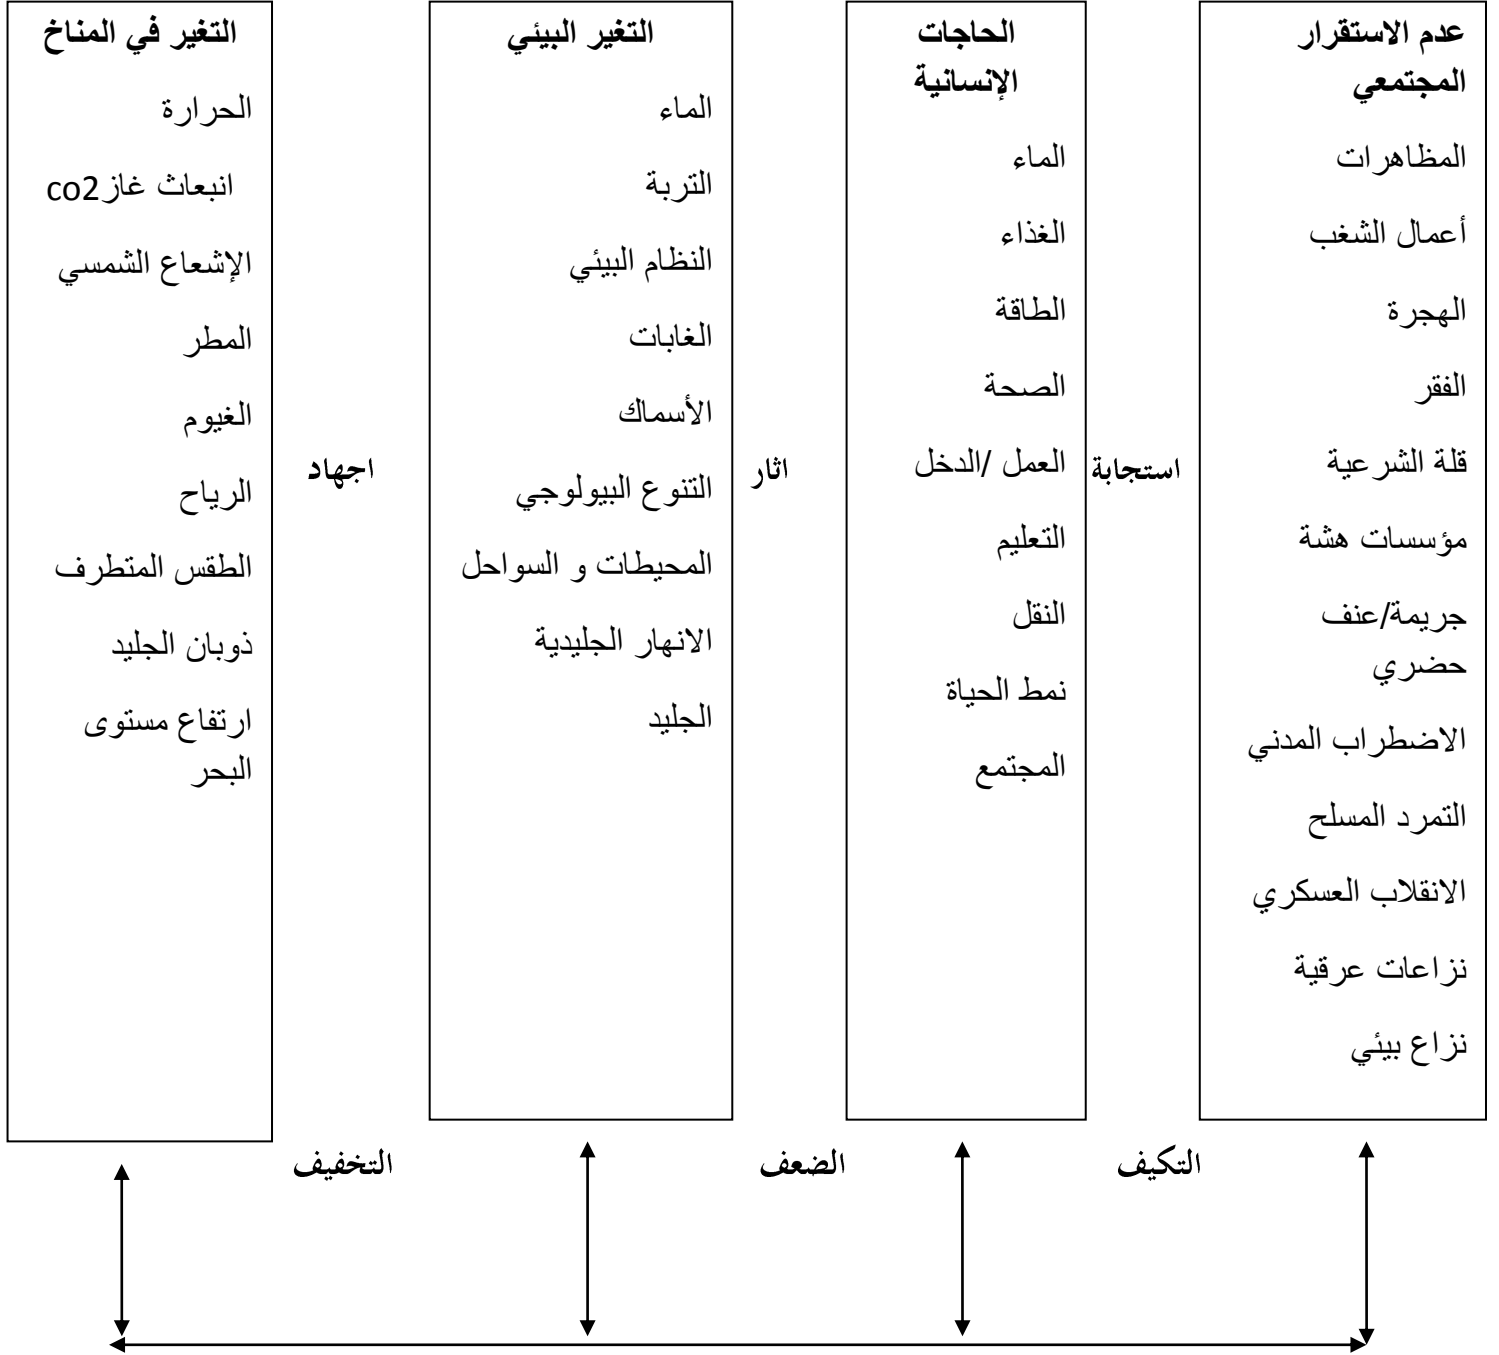 التغير في المناخ
الحرارة
انبعاث غازco2
الإشعاع الشمسي
المطر
الغيوم
الرياح
الطقس المتطرف
ذوبان الجليد
ارتفاع مستوى
البحر
اجهاد
التخفيف
التغير البيئي
الماء
التربة
النظام البيئي
الغابات
الأسماك
التنوع البيولوجي
المحيطات و السواحل
الانهار الجليدية
الجليد
اثار
الضعف
الحاجات
الإنسانية
الماء
الغذاء
الطاقة
الصحة
العمل /الدخل
التعليم
النقل
نمط الحياة
المجتمع
استجابة
التكيف
عدم الاستقرار
المجتمعي
المظاهرات
أعمال الشغب
الهجرة
الفقر
قلة الشرعية
مؤسسات هشة
جريمة/عنف
حضري
الاضطراب المدني
التمرد المسلح
الانقلاب العسكري
نزاعات عرقية
نزاع بيئي